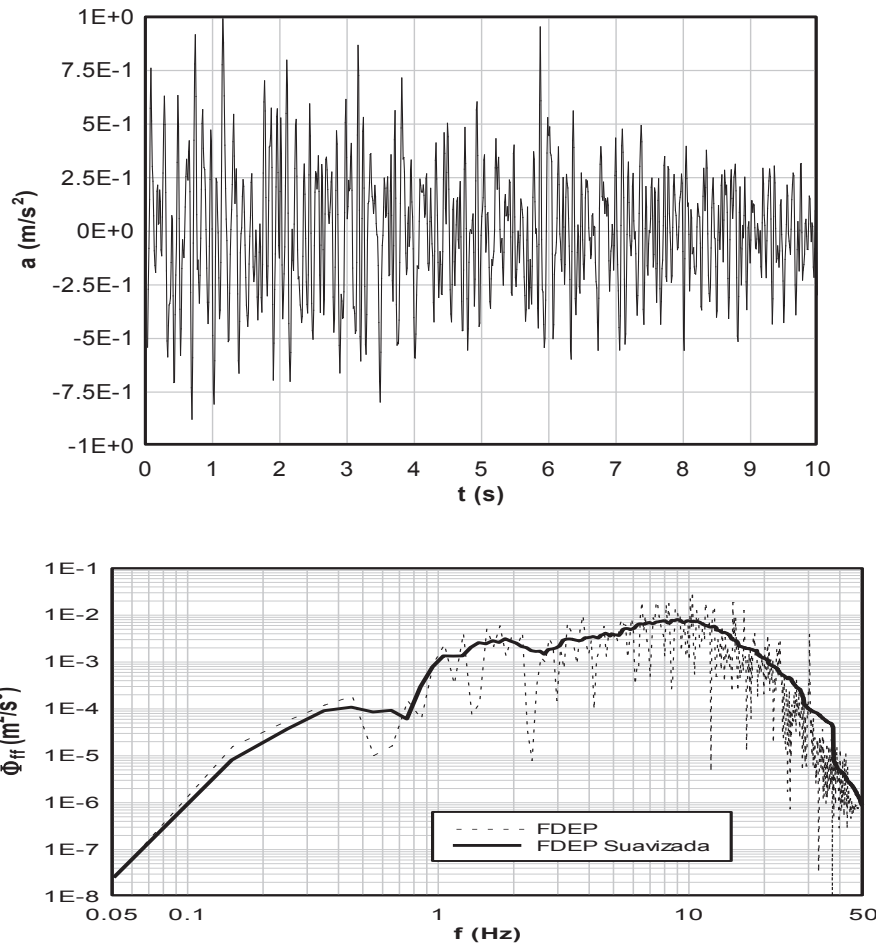 1E+0
7.5E-1
5E-1
2.5E-1
0E+0
-2.5E-1
-5E-1
-7.5E-1
-1E+0
a (m/s²)
0 1 2 3 4 5 6 7 8 9 10
t (s)
1E-1
1E-2
1E-3
1E-4
1E-5
1E-6
1E-7
1E-8
Φff (m²/s³)
FDEP
FDEP Suavizada
0.05 0.1 1 10 50
f (Hz)